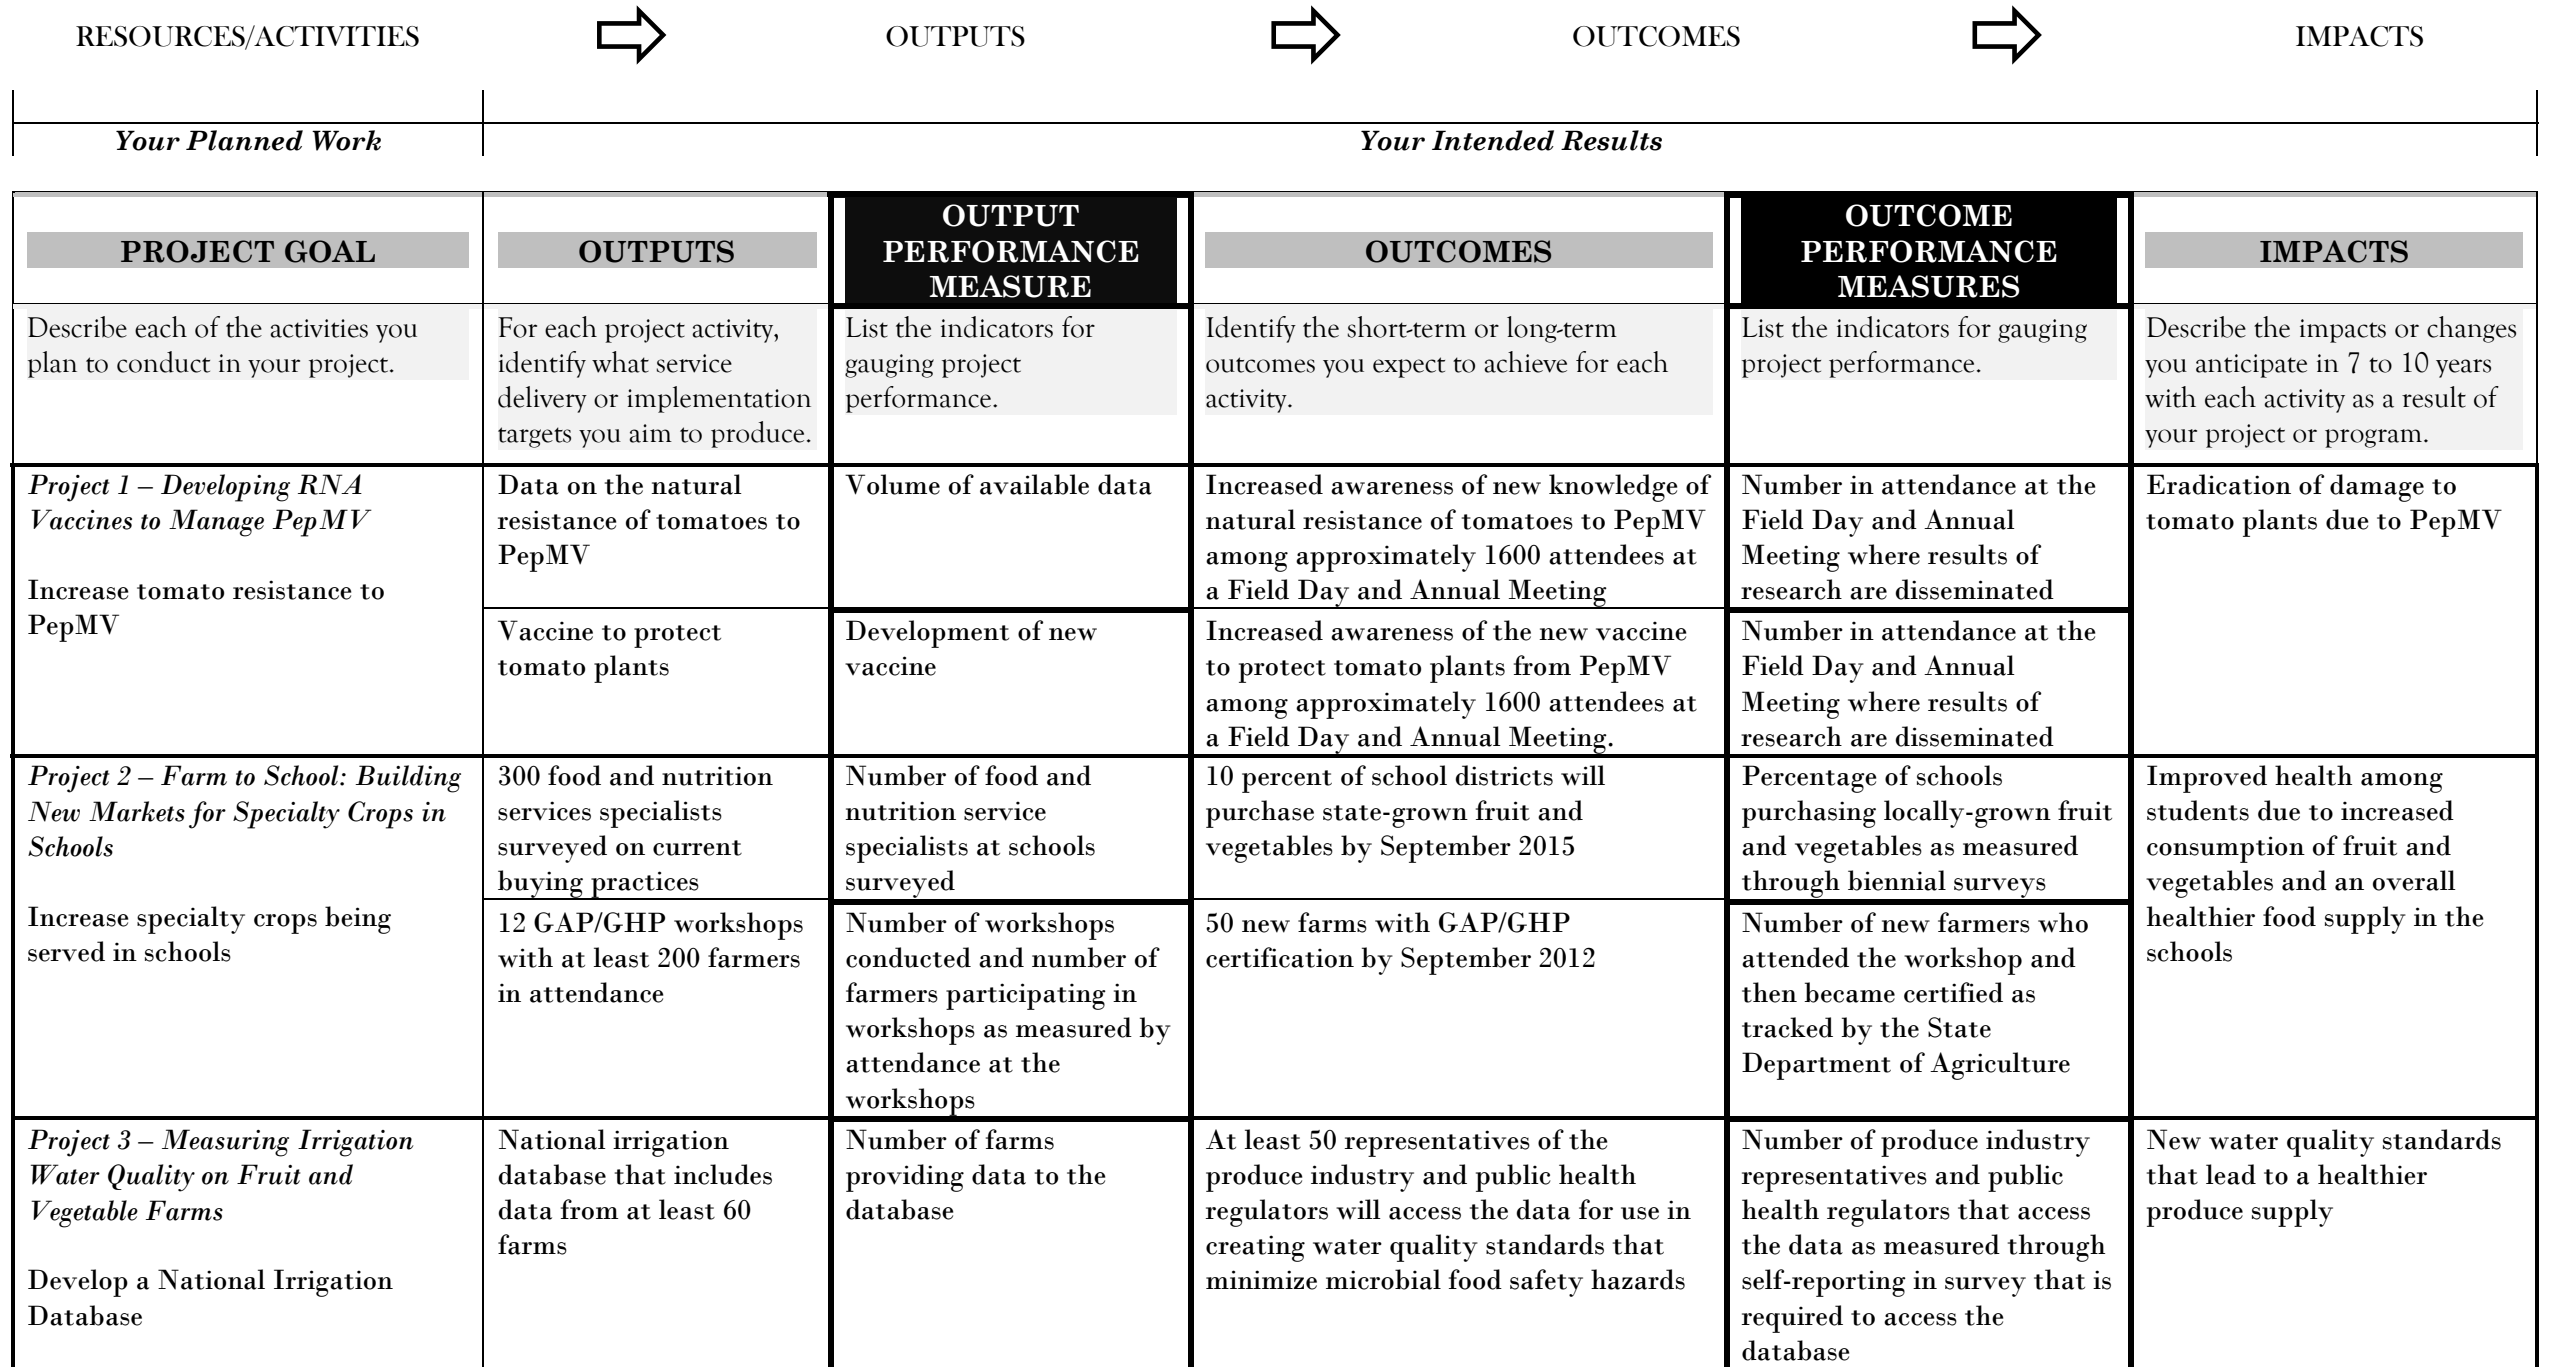 RESOURCES/ACTIVITIES
OUTPUTS
OUTCOMES
IMPACTS
Your Planned Work
Your Intended Results
PROJECT GOAL
OUTPUTS
OUTPUT
PERFORMANCE
MEASURE
OUTCOMES
OUTCOME
PERFORMANCE
MEASURES
IMPACTS
Describe each of the activities you
plan to conduct in your project.
For each project activity,
identify what service
delivery or implementation
targets you aim to produce.
List the indicators for
gauging project
performance.
Identify the short-term or long-term
outcomes you expect to achieve for each
activity.
List the indicators for gauging
project performance.
Describe the impacts or changes
you anticipate in 7 to 10 years
with each activity as a result of
your project or program.
Project 1 – Developing RNA
Vaccines to Manage PepMV
Increase tomato resistance to
PepMV
Data on the natural
resistance of tomatoes to
PepMV
Volume of available data
Increased awareness of new knowledge of
natural resistance of tomatoes to PepMV
among approximately 1600 attendees at
a Field Day and Annual Meeting
Number in attendance at the
Field Day and Annual
Meeting where results of
research are disseminated
Eradication of damage to
tomato plants due to PepMV
Vaccine to protect
tomato plants
Development of new
vaccine
Increased awareness of the new vaccine
to protect tomato plants from PepMV
among approximately 1600 attendees at
a Field Day and Annual Meeting.
Number in attendance at the
Field Day and Annual
Meeting where results of
research are disseminated
Project 2 – Farm to School: Building
New Markets for Specialty Crops in
Schools
Increase specialty crops being
served in schools
300 food and nutrition
services specialists
surveyed on current
buying practices
Number of food and
nutrition service
specialists at schools
surveyed
10 percent of school districts will
purchase state-grown fruit and
vegetables by September 2015
Percentage of schools
purchasing locally-grown fruit
and vegetables as measured
through biennial surveys
Improved health among
students due to increased
consumption of fruit and
vegetables and an overall
healthier food supply in the
schools
12 GAP/GHP workshops
with at least 200 farmers
in attendance
Number of workshops
conducted and number of
farmers participating in
workshops as measured by
attendance at the
workshops
50 new farms with GAP/GHP
certification by September 2012
Number of new farmers who
attended the workshop and
then became certified as
tracked by the State
Department of Agriculture
Project 3 – Measuring Irrigation
Water Quality on Fruit and
Vegetable Farms
Develop a National Irrigation
Database
National irrigation
database that includes
data from at least 60
farms
Number of farms
providing data to the
database
At least 50 representatives of the
produce industry and public health
regulators will access the data for use in
creating water quality standards that
minimize microbial food safety hazards
Number of produce industry
representatives and public
health regulators that access
the data as measured through
self-reporting in survey that is
required to access the
database
New water quality standards
that lead to a healthier
produce supply